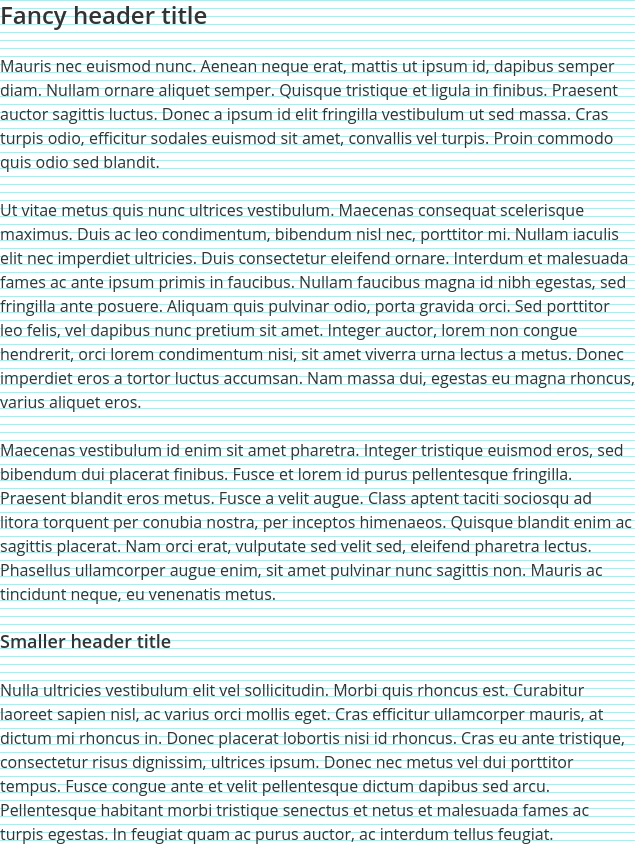 Fancy header title
Mauris nec euismod nunc. Aenean neque erat, mattis ut ipsum id, dapibus semper
diam. Nullam ornare aliquet semper. Quisque tristique et ligula in finibus. Praesent
auctor sagittis luctus. Donec a ipsum id elit fringilla vestibulum ut sed massa. Cras
turpis odio, efficitur sodales euismod sit amet, convallis vel turpis. Proin commodo
quis odio sed blandit.
Ut vitae metus quis nunc ultrices vestibulum. Maecenas consequat scelerisque
maximus. Duis ac leo condimentum, bibendum nisl nec, porttitor mi. Nullam iaculis
elit nec imperdiet ultricies. Duis consectetur eleifend ornare. Interdum et malesuada
fames ac ante ipsum primis in faucibus. Nullam faucibus magna id nibh egestas, sed
fringilla ante posuere. Aliquam quis pulvinar odio, porta gravida orci. Sed porttitor
leo felis, vel dapibus nunc pretium sit amet. Integer auctor, lorem non congue
hendrerit, orci lorem condimentum nisi, sit amet viverra urna lectus a metus. Donec
imperdiet eros a tortor luctus accumsan. Nam massa dui, egestas eu magna rhoncus,
varius aliquet eros.
Maecenas vestibulum id enim sit amet pharetra. Integer tristique euismod eros, sed
bibendum dui placerat finibus. Fusce et lorem id purus pellentesque fringilla.
Praesent blandit eros metus. Fusce a velit augue. Class aptent taciti sociosqu ad
litora torquent per conubia nostra, per inceptos himenaeos. Quisque blandit enim ac
sagittis placerat. Nam orci erat, vulputate sed velit sed, eleifend pharetra lectus.
Phasellus ullamcorper augue enim, sit amet pulvinar nunc sagittis non. Mauris ac
tincidunt neque, eu venenatis metus.
Smaller header title
Nulla ultricies vestibulum elit vel sollicitudin. Morbi quis rhoncus est. Curabitur
laoreet sapien nisl, ac varius orci mollis eget. Cras efficitur ullamcorper mauris, at
dictum mi rhoncus in. Donec placerat lobortis nisi id rhoncus. Cras eu ante tristique,
consectetur risus dignissim, ultrices ipsum. Donec nec metus vel dui porttitor
tempus. Fusce congue ante et velit pellentesque dictum dapibus sed arcu.
Pellentesque habitant morbi tristique senectus et netus et malesuada fames ac
turpis egestas. In feugiat quam ac purus auctor, ac interdum tellus feugiat.